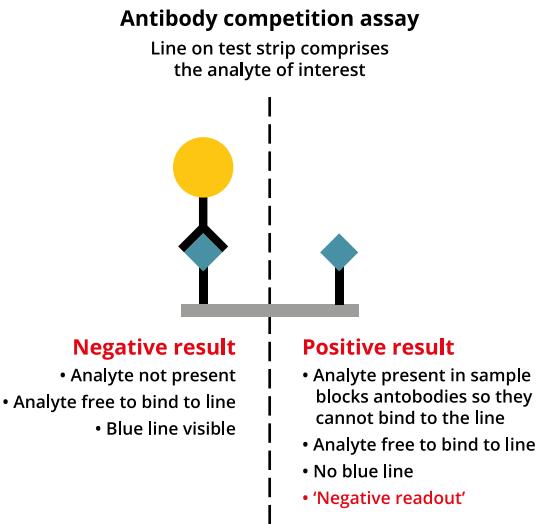 Antibody competition assay
Line on test strip comprises
the analyte of interest
Negative result
• Analyte not present
• Analyte free to bind to line
• Blue line visible
Positive result
• Analyte present in sample
blocks antobodies so they
cannot bind to the line
• Analyte free to bind to line
• No blue line
• ‘Negative readout’